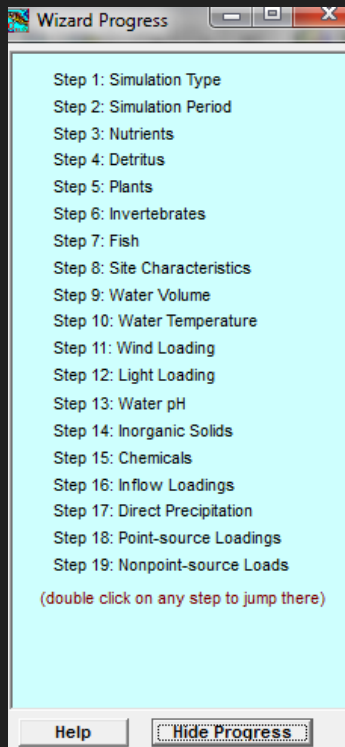 Wizard Progress
Step 1: Simulation Type
Step 2: Simulation Period
Step 3: Nutrients
Step 4: Detritus
Step 5: Plants
Step 6: Invertebrates
Step 7: Fish
Step 8: Site Characteristics
Step 9: Water Volume
Step 10: Water Temperature
Step 11: Wind Loading
Step 12: Light Loading
Step 13: Water pH
Step 14: Inorganic Solids
Step 15: Chemicals
Step 16: Inflow Loadings
Step 17: Direct Precipitation
Step 18: Point-source Loadings
Step 19: Nonpoint-source Loads
(double click on any step to jump there)
Help Hide Progress